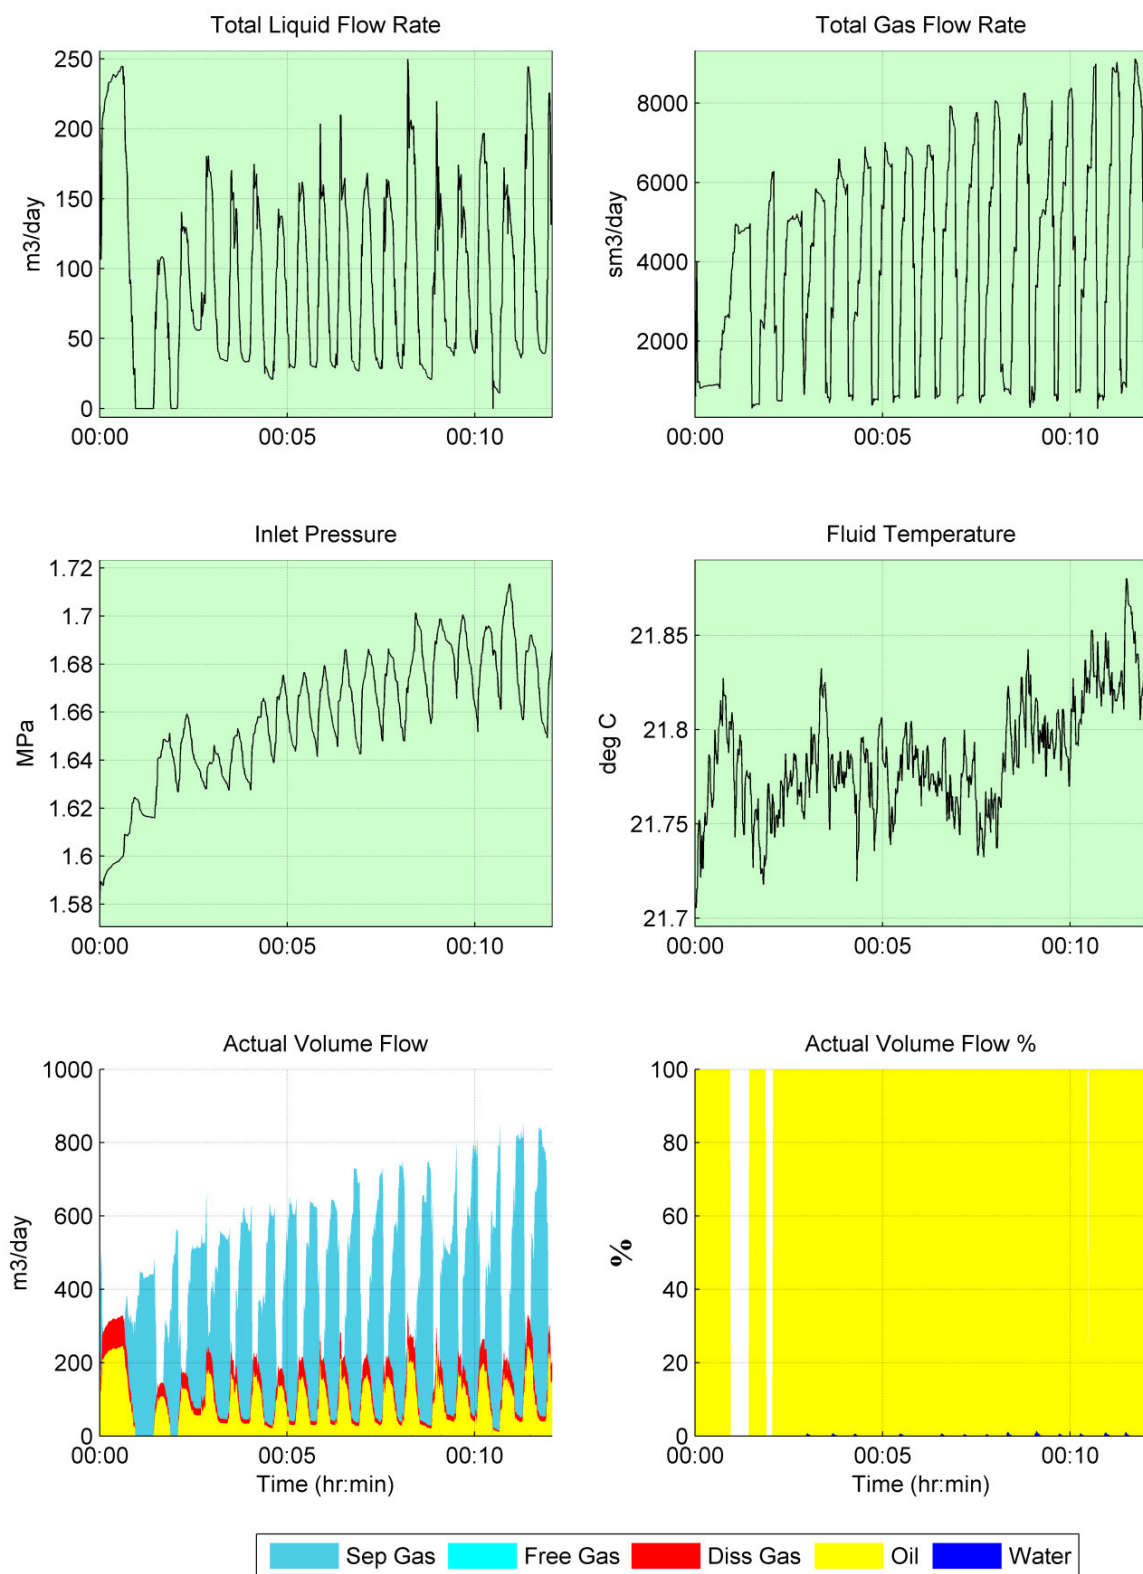 Total Liquid Flow Rate
Total Gas Flow Rate
250
200
150
100
50
0
m3/day
00:00 00:05 00:10
8000
6000
4000
2000
sm3/day
00:00 00:05 00:10
Inlet Pressure
Fluid Temperature
1.72
1.7
1.68
1.66
1.64
1.62
1.6
1.58
MPa
00:00 00:05 00:10
21.85
21.8
21.75
21.7
deg C
00:00 00:05 00:10
Actual Volume Flow
Actual Volume Flow %
1000
800
600
400
200
0
m3/day
00:00 00:05 00:10
Time (hr:min)
100
80
60
40
20
0
%
00:00 00:05 00:10
Time (hr:min)
Sep Gas Free Gas Diss Gas Oil Water